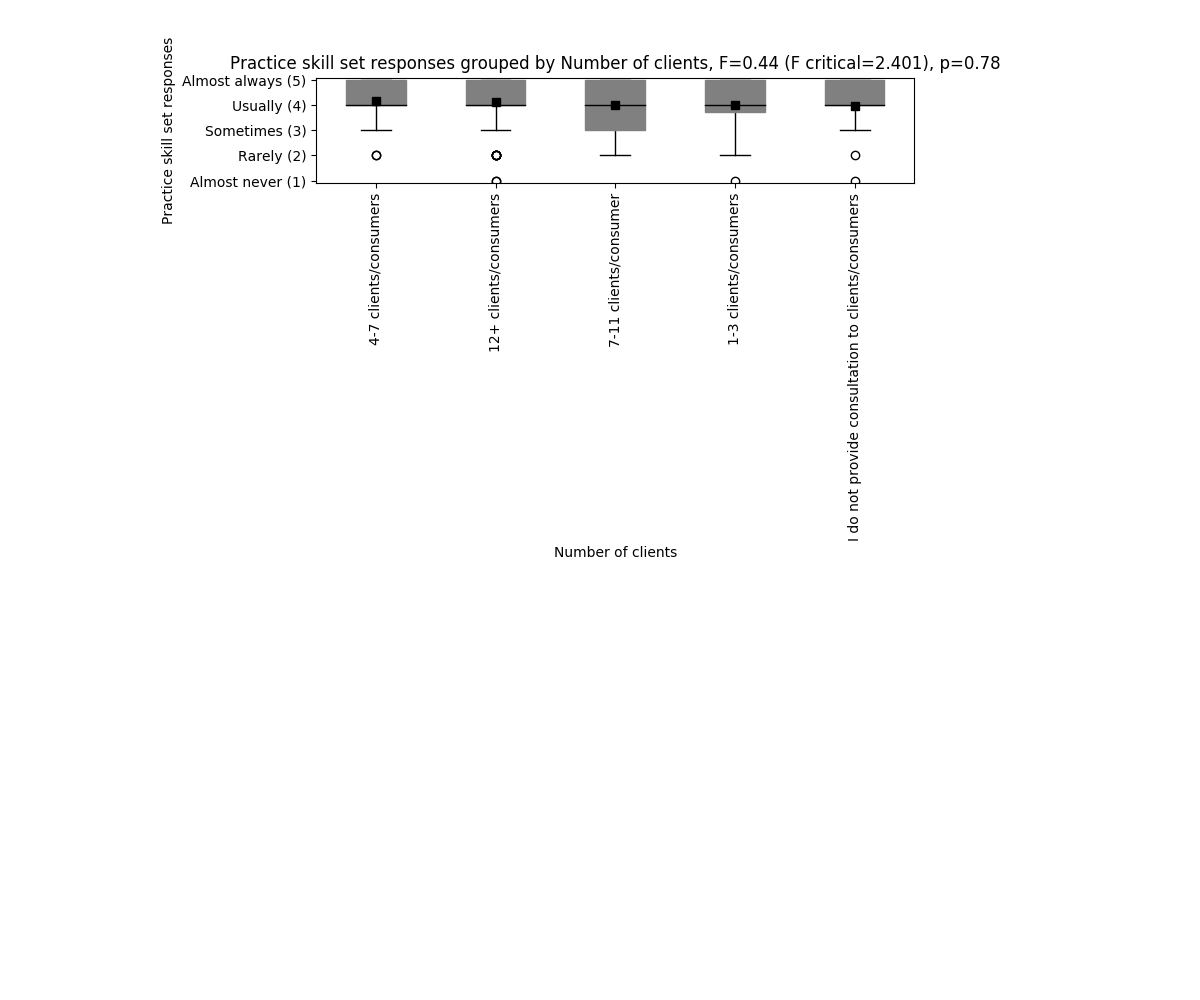 Practice skill set responses grouped by Number of clients, F=0.44 (F critical=2.401), p=0.78
Practice skill set responses
Almost always (5)
Usually (4)
Sometimes (3)
Rarely (2)
Almost never (1)
4-7 clients/consumers
12+ clients/consumers
7-11 clients/consumer
1-3 clients/consumers
I do not provide consultation to clients/consumers
Number of clients